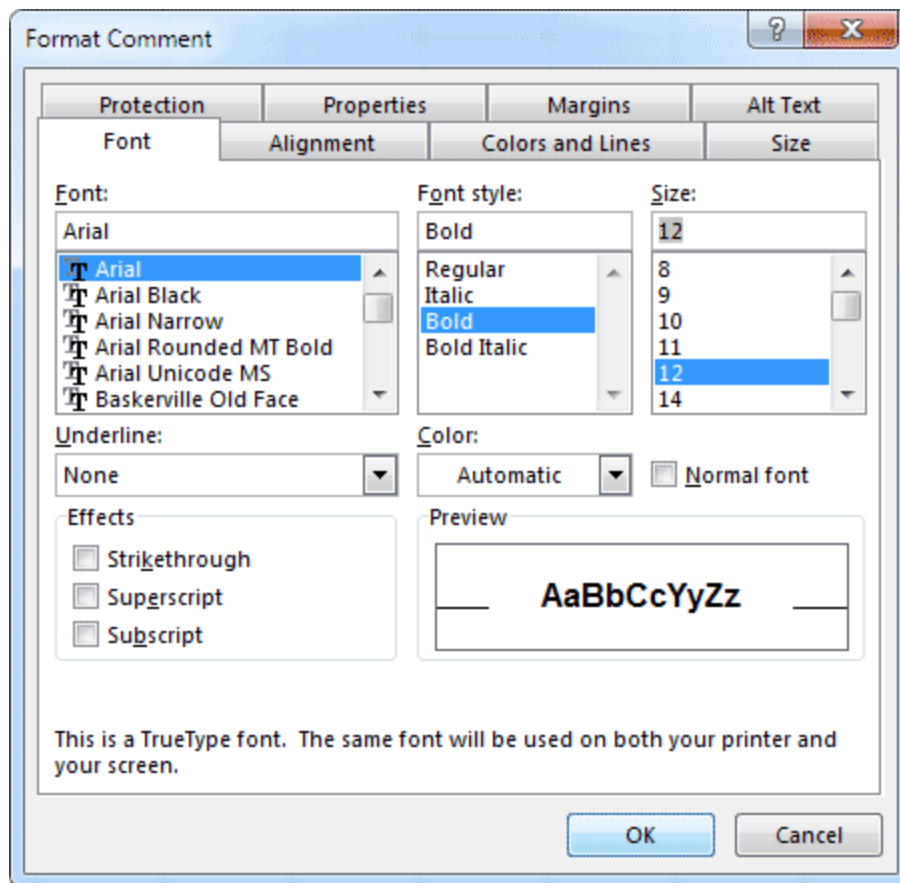 Format Comment
?
Protection Properties Margins Alt Text
Font Alignment Colors and Lines Size
Font: Font style: Size:
Arial Bold 12
Arial Regular 8
Arial Black Italic 9
Arial Narrow Bold 10
Arial Rounded MT Bold Bold Italic 11
Arial Unicode MS 12
Baskerville Old Face 14
Underline: Color:
None Automatic Normal font
Effects Preview
Strikethrough
Superscript AaBbCcYyZz
Subscript
This is a TrueType font.  The same font will be used on both your printer and
your screen.
OK Cancel